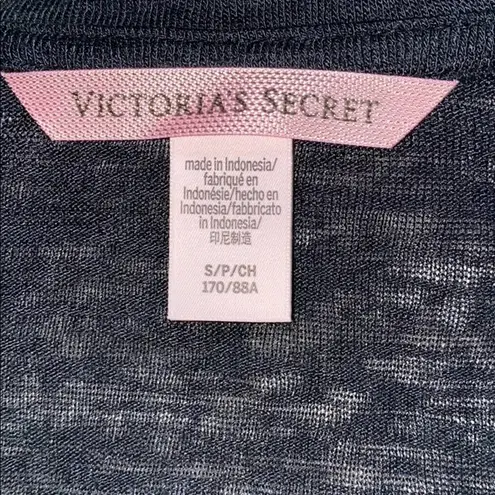 VICTORIA'S SECRET
made in Indonesia/
fabriqué en
Indonésie/hecho en
Indonesia/fabbricato
in Indonesia/
印尼制造
S/P/CH
170/88A